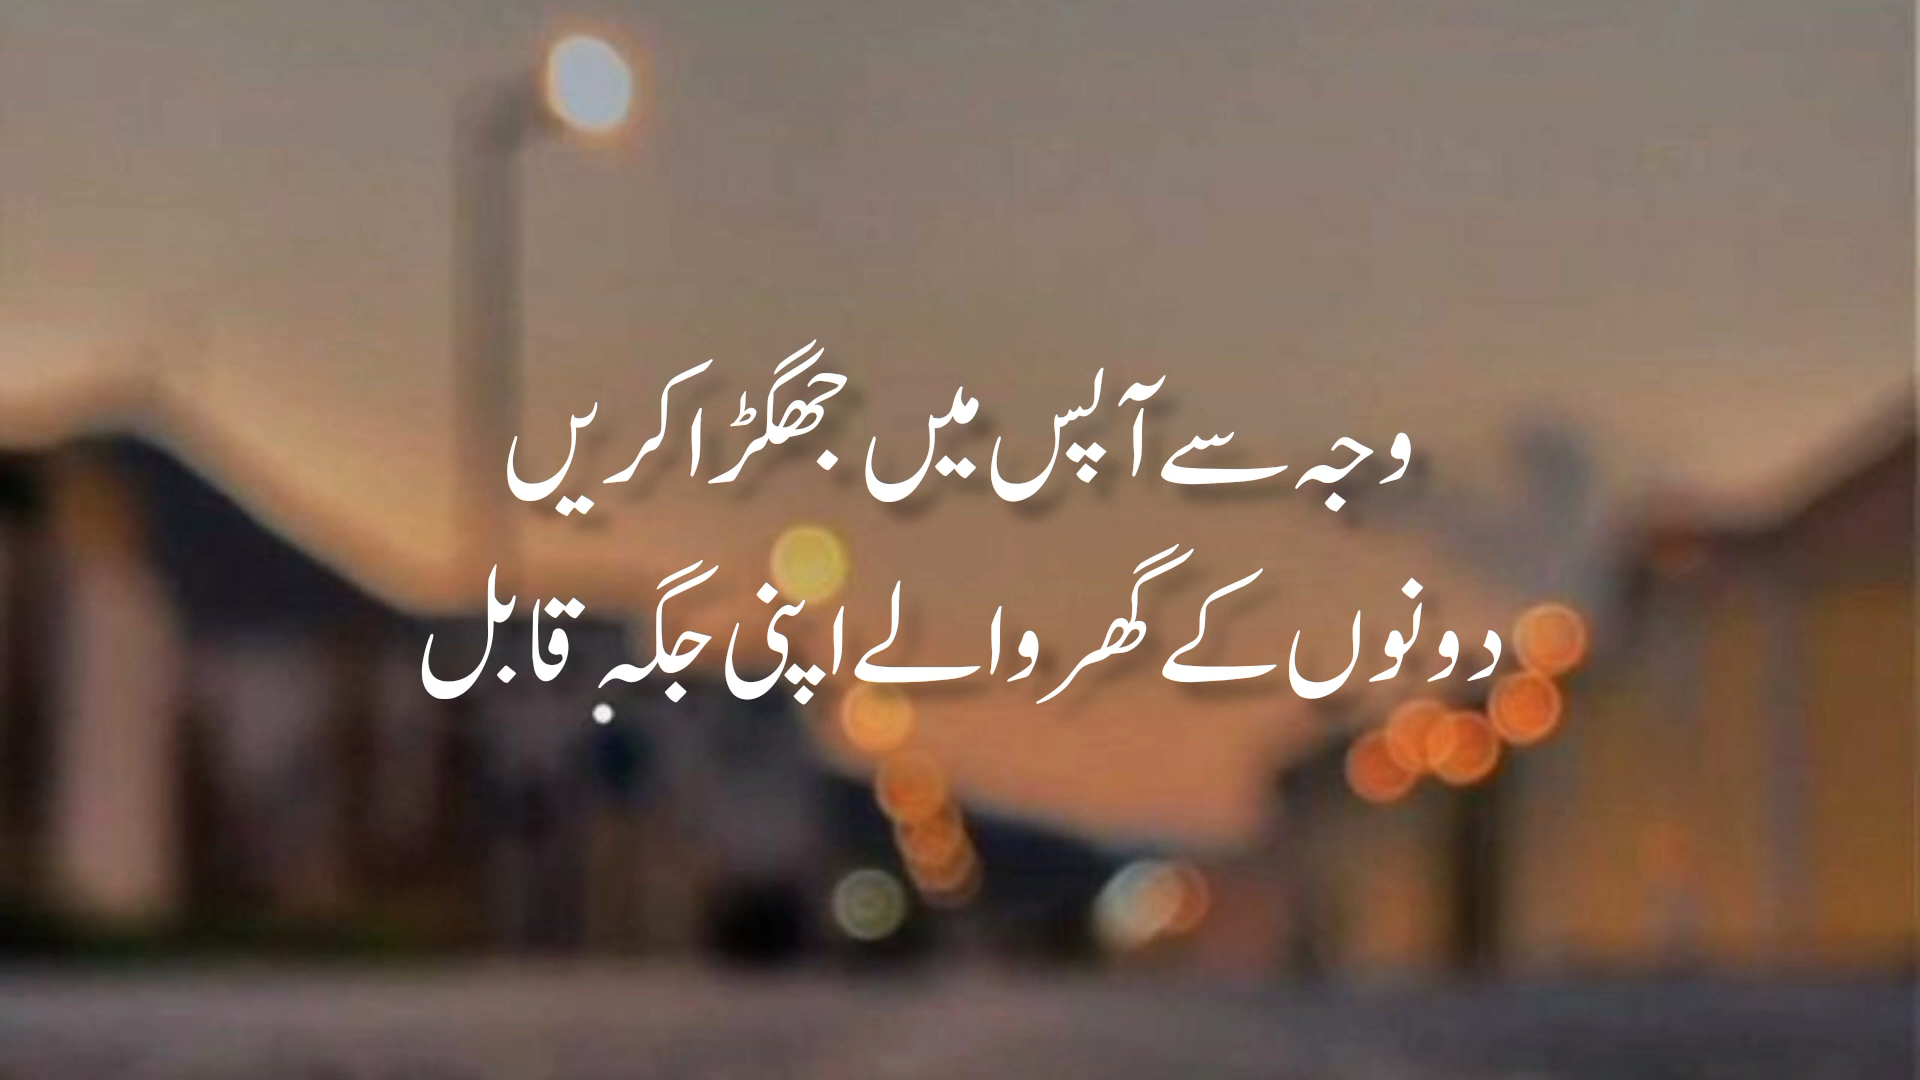 وجہ سے آپس میں جھگڑا کریں
دونوں کے گھر والے اپنی جگہ قابل